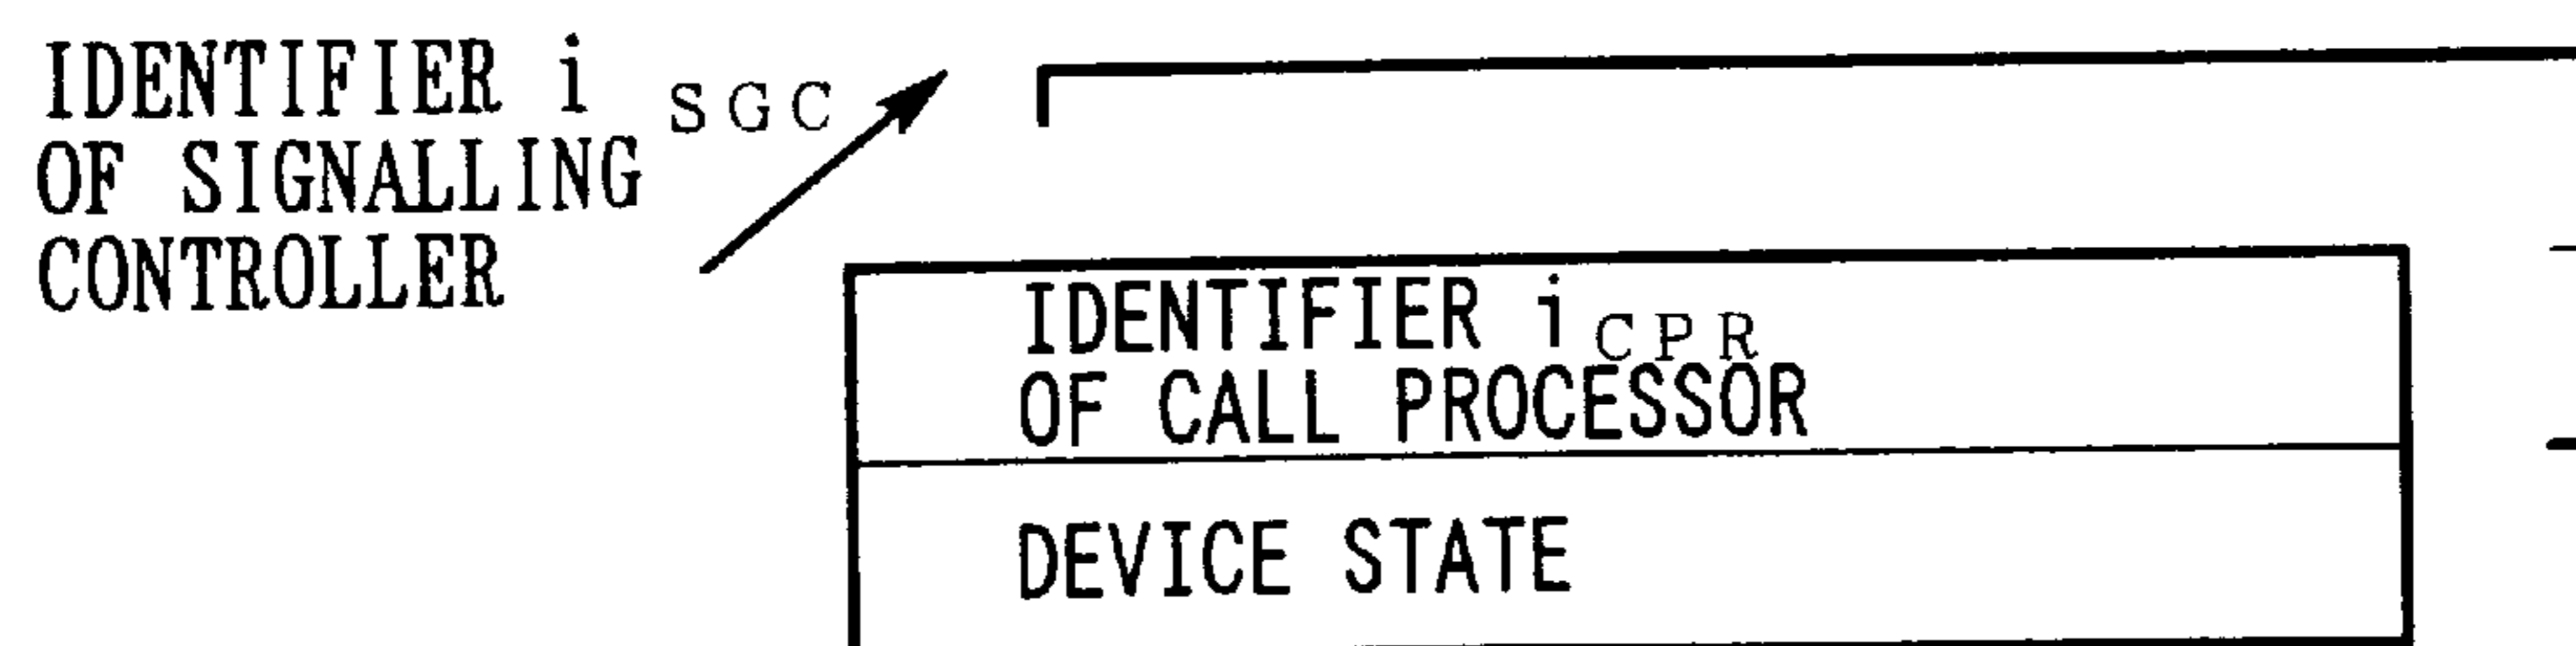 IDENTIFIER i SGC
OF SIGNALLING
CONTROLLER
IDENTIFIER i CPR
OF CALL PROCESSOR
DEVICE STATE